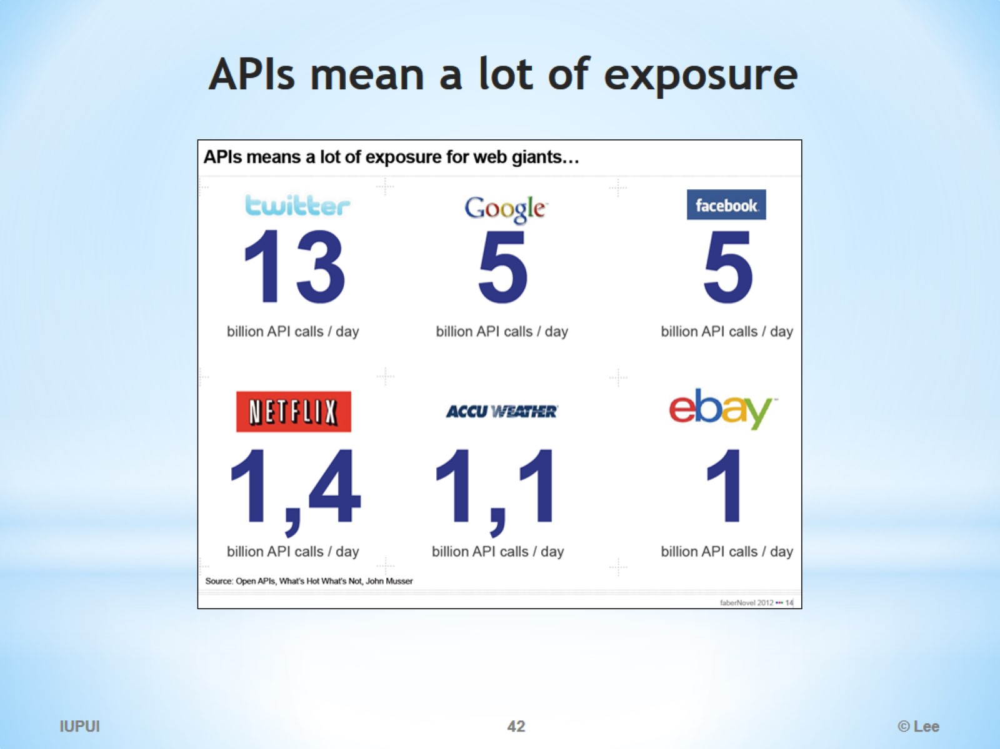 APIs mean a lot of exposure
APIs means a lot of exposure for web giants...
twitter Google facebook
13 5 5
billion API calls / day billion API calls / day billion API calls / day
NETFLIX ACCU WEATHER ebay
1,4 1,1 1
billion API calls / day billion API calls / day billion API calls / day
Source: Open APIs, What's Hot What's Not, John Musser
faberNovel 2012 ••• 14
IUPUI 42 © Lee